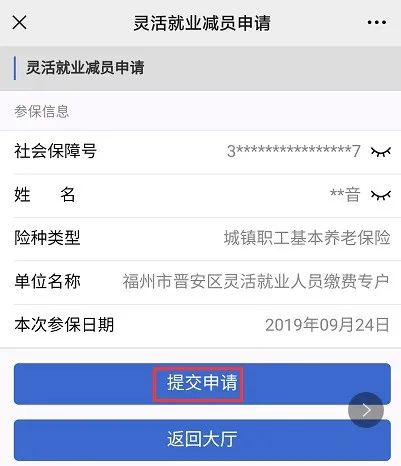 灵活就业减员申请
灵活就业减员申请
参保信息
社会保障号 3****************7
姓 名 **音
险种类型 城镇职工基本养老保险
单位名称 福州市晋安区灵活就业人员缴费专户
本次参保日期 2019年09月24日
提交申请
返回大厅